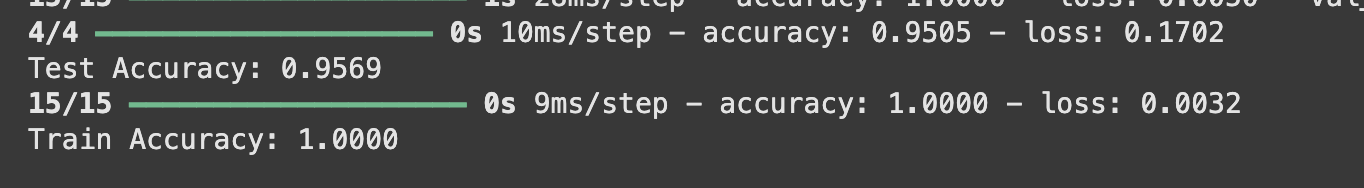 4/4 ━━━━━━━━━━━━━━━━━━━━ 0s 10ms/step - accuracy: 0.9505 - loss: 0.1702
Test Accuracy: 0.9569
15/15 ━━━━━━━━━━━━━━━━━━━━ 0s 9ms/step - accuracy: 1.0000 - loss: 0.0032
Train Accuracy: 1.0000